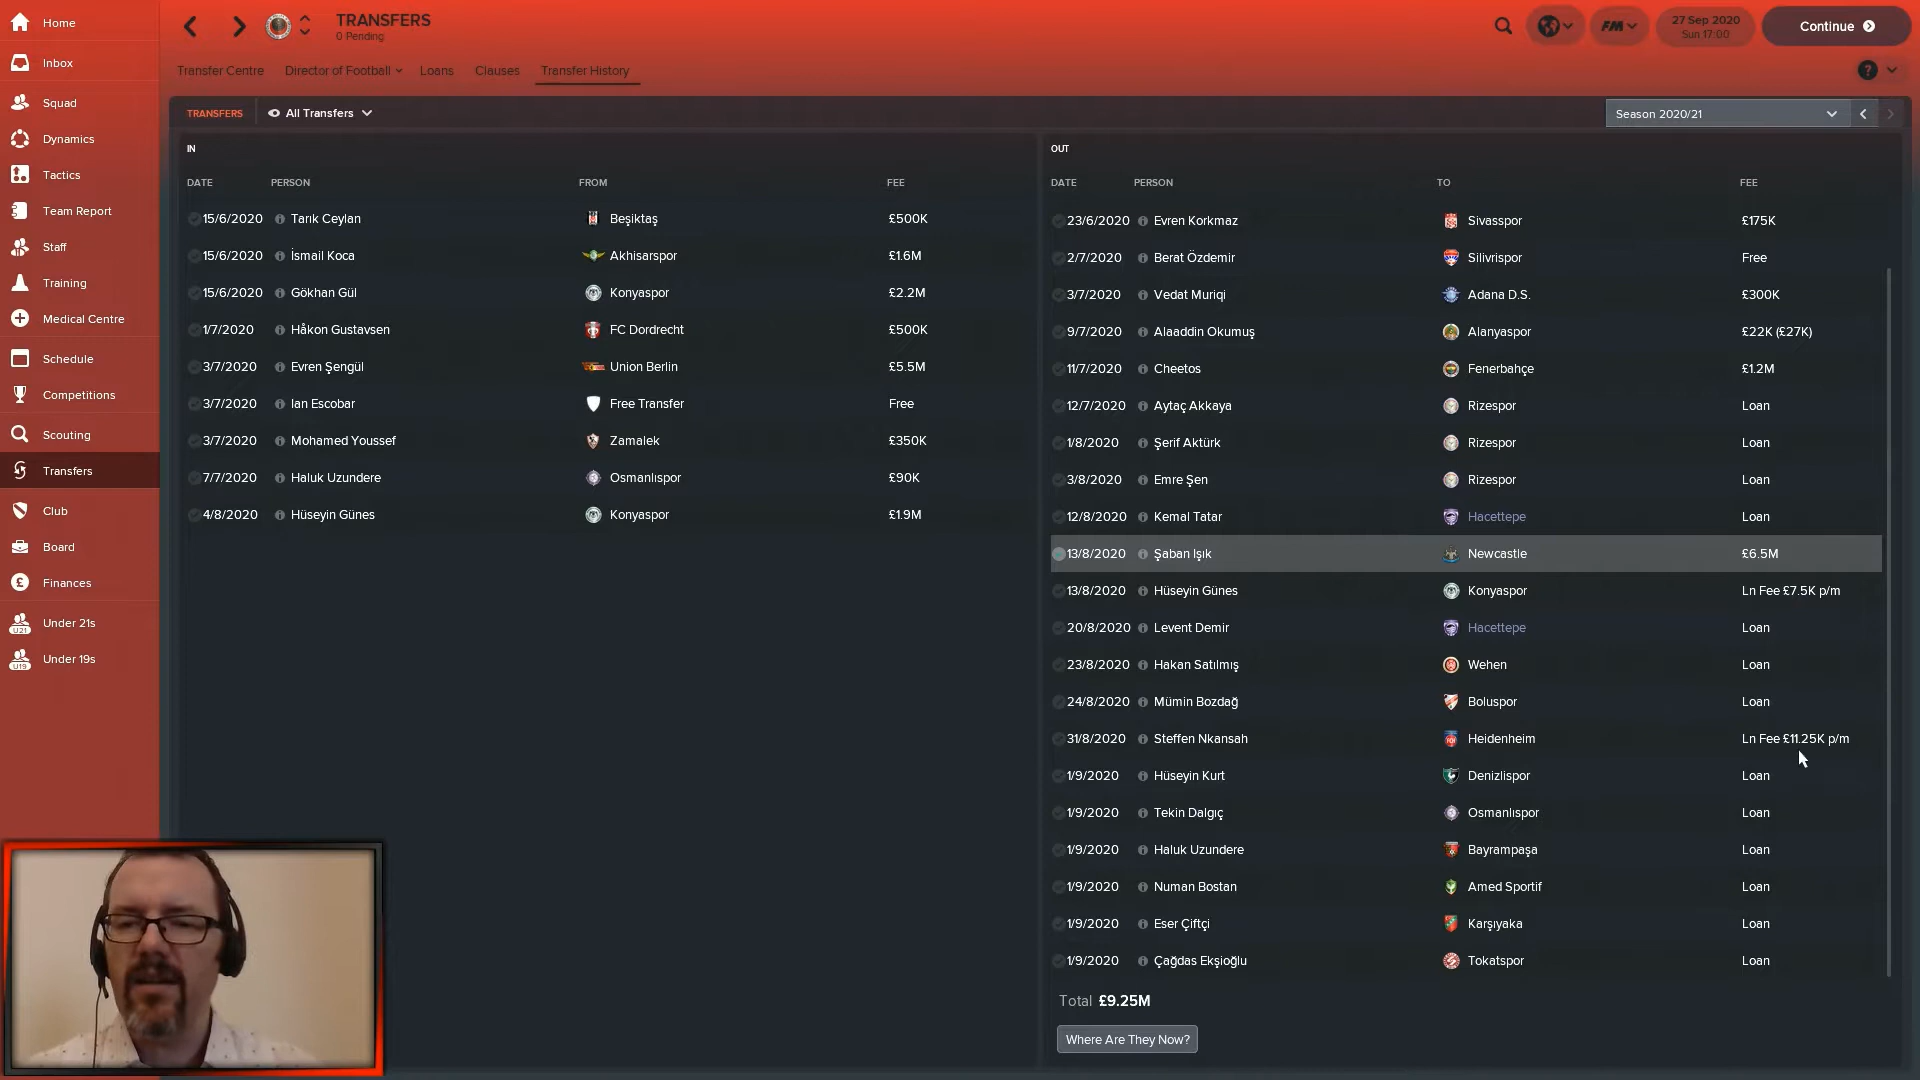 Home
Inbox
Squad
Dynamics
Tactics
Team Report
Staff
Training
Medical Centre
Schedule
Competitions
Scouting
Transfers
Club
Board
Finances
U21 Under 21s
U19 Under 19s
TRANSFERS
0 Pending
FM
27 Sep 2020
Sun 17:00
Continue
Transfer Centre Director of Football Loans Clauses Transfer History
?
TRANSFERS All Transfers Season 2020/21
IN
DATE PERSON FROM FEE
15/6/2020 Tarık Ceylan Beşiktaş £500K
15/6/2020 İsmail Koca Akhisarspor £1.6M
15/6/2020 Gökhan Gül Konyaspor £2.2M
1/7/2020 Håkon Gustavsen FC Dordrecht £500K
3/7/2020 Evren Şengül Union Berlin £5.5M
3/7/2020 Ian Escobar Free Transfer Free
3/7/2020 Mohamed Youssef Zamalek £350K
7/7/2020 Haluk Uzundere Osmanlıspor £90K
4/8/2020 Hüseyin Günes Konyaspor £1.9M
OUT
DATE PERSON TO FEE
23/6/2020 Evren Korkmaz Sivasspor £175K
2/7/2020 Berat Özdemir Silivrispor Free
3/7/2020 Vedat Muriqi Adana D.S. £300K
9/7/2020 Alaaddin Okumuş Alanyaspor £22K (£27K)
11/7/2020 Cheetos Fenerbahçe £1.2M
12/7/2020 Aytaç Akkaya Rizespor Loan
1/8/2020 Şerif Aktürk Rizespor Loan
3/8/2020 Emre Şen Rizespor Loan
12/8/2020 Kemal Tatar Hacettepe Loan
13/8/2020 Şaban Işık Newcastle £6.5M
13/8/2020 Hüseyin Günes Konyaspor Ln Fee £7.5K p/m
20/8/2020 Levent Demir Hacettepe Loan
23/8/2020 Hakan Satılmış Wehen Loan
24/8/2020 Mümin Bozdağ Boluspor Loan
31/8/2020 Steffen Nkansah Heidenheim Ln Fee £11.25K p/m
1/9/2020 Hüseyin Kurt Denizlispor Loan
1/9/2020 Tekin Dalgıç Osmanlıspor Loan
1/9/2020 Haluk Uzundere Bayrampaşa Loan
1/9/2020 Numan Bostan Amed Sportif Loan
1/9/2020 Eser Çiftçi Karşıyaka Loan
1/9/2020 Çağdas Ekşioğlu Tokatspor Loan
Total £9.25M
Where Are They Now?